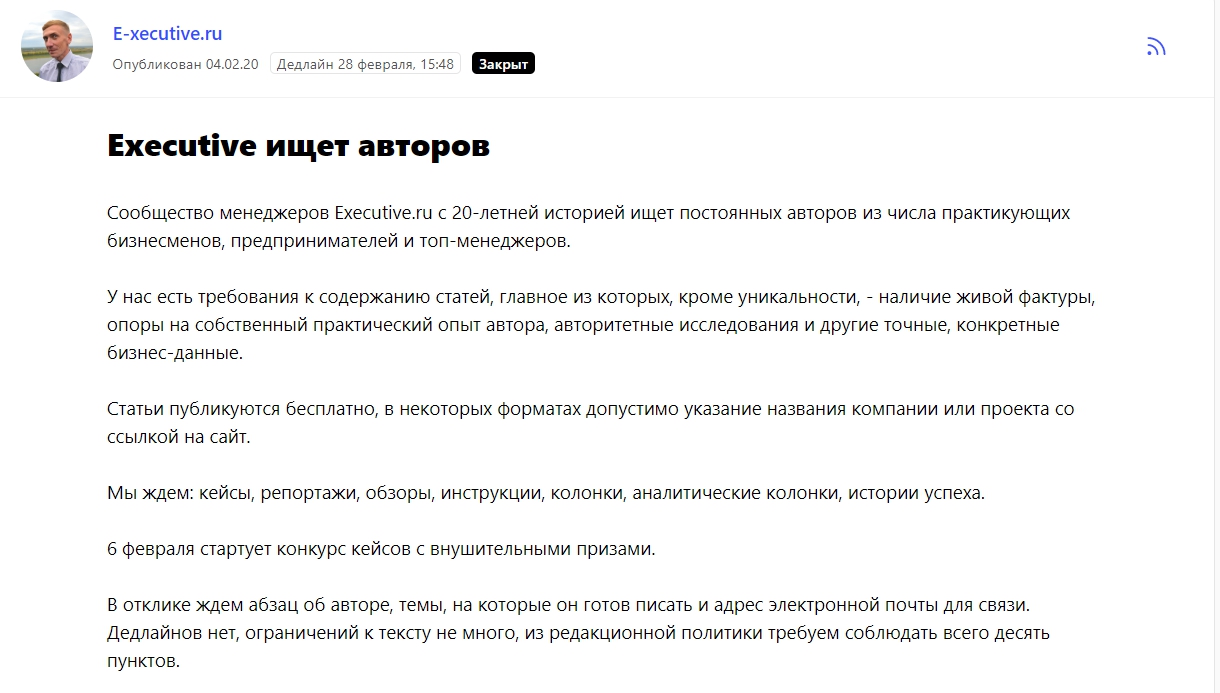 E-xecutive.ru
Опубликован 04.02.20 Дедлайн 28 февраля, 15:48 Закрыт
Executive ищет авторов
Сообщество менеджеров Executive.ru с 20-летней историей ищет постоянных авторов из числа практикующих
бизнесменов, предпринимателей и топ-менеджеров.
У нас есть требования к содержанию статей, главное из которых, кроме уникальности, - наличие живой фактуры,
опоры на собственный практический опыт автора, авторитетные исследования и другие точные, конкретные
бизнес-данные.
Статьи публикуются бесплатно, в некоторых форматах допустимо указание названия компании или проекта со
ссылкой на сайт.
Мы ждем: кейсы, репортажи, обзоры, инструкции, колонки, аналитические колонки, истории успеха.
6 февраля стартует конкурс кейсов с внушительными призами.
В отклике ждем абзац об авторе, темы, на которые он готов писать и адрес электронной почты для связи.
Дедлайнов нет, ограничений к тексту не много, из редакционной политики требуем соблюдать всего десять
пунктов.